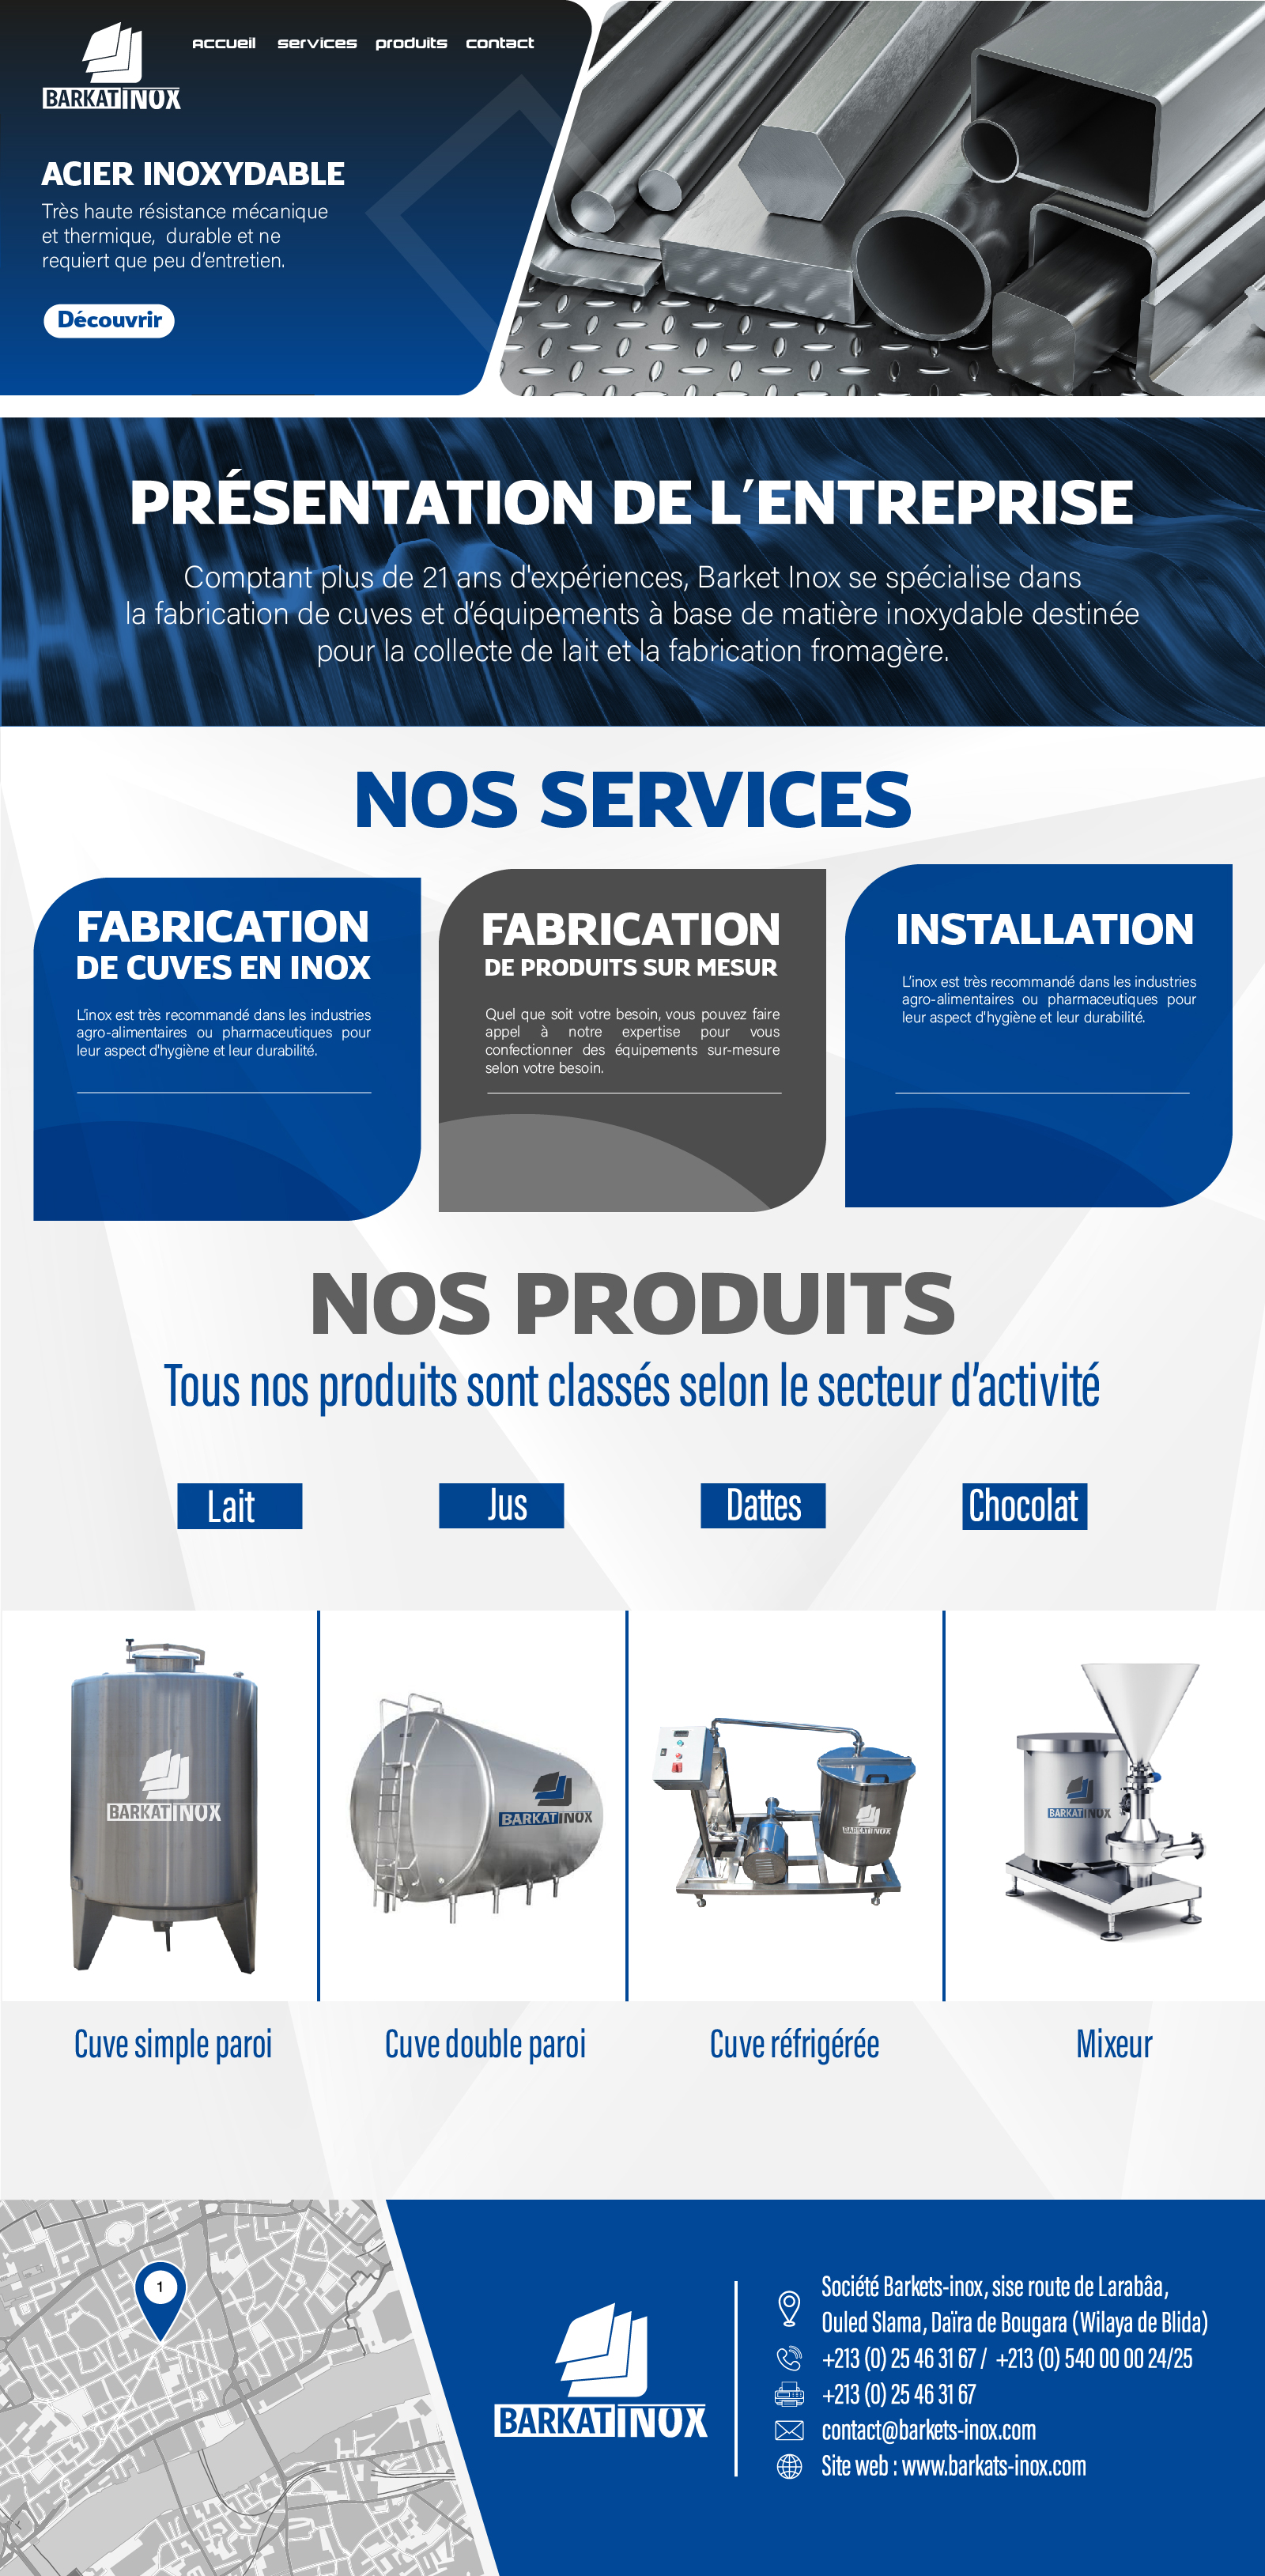 Accueil services produits contact
BARKATINOX
ACIER INOXYDABLE
Très haute résistance mécanique
et thermique, durable et ne
requiert que peu d’entretien.
Découvrir
PRÉSENTATION DE L’ENTREPRISE
Comptant plus de 21 ans d'expériences, Barket Inox se spécialise dans
la fabrication de cuves et d’équipements à base de matière inoxydable destinée
pour la collecte de lait et la fabrication fromagère.
NOS SERVICES
FABRICATION
DE CUVES EN INOX
L’inox est très recommandé dans les industries
agro-alimentaires ou pharmaceutiques pour
leur aspect d'hygiène et leur durabilité.
FABRICATION
DE PRODUITS SUR MESUR
Quel que soit votre besoin, vous pouvez faire
appel à notre expertise pour vous
confectionner des équipements sur-mesure
selon votre besoin.
INSTALLATION
L’inox est très recommandé dans les industries
agro-alimentaires ou pharmaceutiques pour
leur aspect d'hygiène et leur durabilité.
NOS PRODUITS
Tous nos produits sont classés selon le secteur d’activité
Lait
Jus
Dattes
Chocolat
BARKATINOX
BARKATINOX
BARKATINOX
BARKATINOX
Cuve simple paroi
Cuve double paroi
Cuve réfrigérée
Mixeur
1
BARKATINOX
Société Barkets-inox, sise route de Larabâa,
Ouled Slama, Daïra de Bougara (Wilaya de Blida)
+213 (0) 25 46 31 67 / +213 (0) 540 00 00 24/25
+213 (0) 25 46 31 67
contact@barkets-inox.com
Site web : www.barkats-inox.com